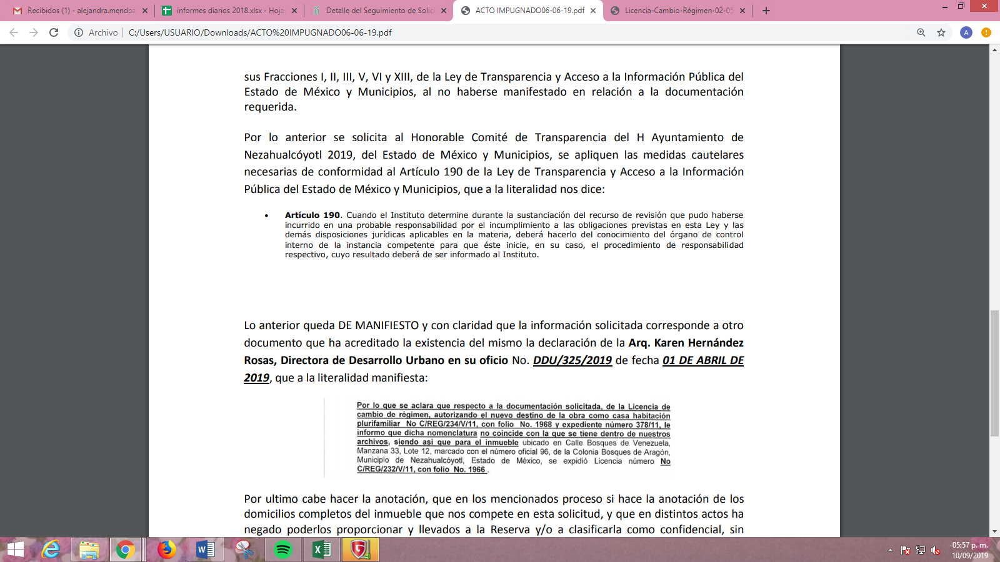 Recibidos (1) - alejandra.mendoz
informes diarios 2018.xlsx - Hoja
Detalle del Seguimiento de Solic
ACTO IMPUGNADO06-06-19.pdf
Licencia-Cambio-Régimen-02-05
Archivo
C:/Users/USUARIO/Downloads/ACTO%20IMPUGNADO06-06-19.pdf
A
sus Fracciones I, II, III, V, VI y XIII, de la Ley de Transparencia y Acceso a la Información Pública del
Estado de México y Municipios, al no haberse manifestado en relación a la documentación
requerida.
Por lo anterior se solicita al Honorable Comité de Transparencia del H Ayuntamiento de
Nezahualcóyotl 2019, del Estado de México y Municipios, se apliquen las medidas cautelares
necesarias de conformidad al Artículo 190 de la Ley de Transparencia y Acceso a la Información
Pública del Estado de México y Municipios, que a la literalidad nos dice:
• Artículo 190. Cuando el Instituto determine durante la sustanciación del recurso de revisión que pudo haberse
incurrido en una probable responsabilidad por el incumplimiento a las obligaciones previstas en esta Ley y las
demás disposiciones jurídicas aplicables en la materia, deberá hacerlo del conocimiento del órgano de control
interno de la instancia competente para que éste inicie, en su caso, el procedimiento de responsabilidad
respectivo, cuyo resultado deberá de ser informado al Instituto.
Lo anterior queda DE MANIFIESTO y con claridad que la información solicitada corresponde a otro
documento que ha acreditado la existencia del mismo la declaración de la Arq. Karen Hernández
Rosas, Directora de Desarrollo Urbano en su oficio No. DDU/325/2019 de fecha 01 DE ABRIL DE
2019, que a la literalidad manifiesta:
Por lo que se aclara que respecto a la documentación solicitada, de la Licencia de
cambio de régimen, autorizando el nuevo destino de la obra como casa habitación
plurifamiliar No C/REG/234/V/11, con folio No. 1968 y expediente número 378/11, le
informo que dicha nomenclatura no coincide con la que se tiene dentro de nuestros
archivos, siendo asi que para el inmueble ubicado en Calle Bosques de Venezuela,
Manzana 33, Lote 12, marcado con el número oficial 96, de la Colonia Bosques de Aragón,
Municipio de Nezahualcóyotl, Estado de México, se expidió Licencia número No
C/REG/232/V/11, con folio No. 1966 .
Por ultimo cabe hacer la anotación, que en los mencionados proceso si hace la anotación de los
domicilios completos del inmueble que nos compete en esta solicitud, y que en distintos actos ha
negado poderlos proporcionar y llevados a la Reserva y/o a clasificarla como confidencial, sin
05:57 p. m.
10/09/2019